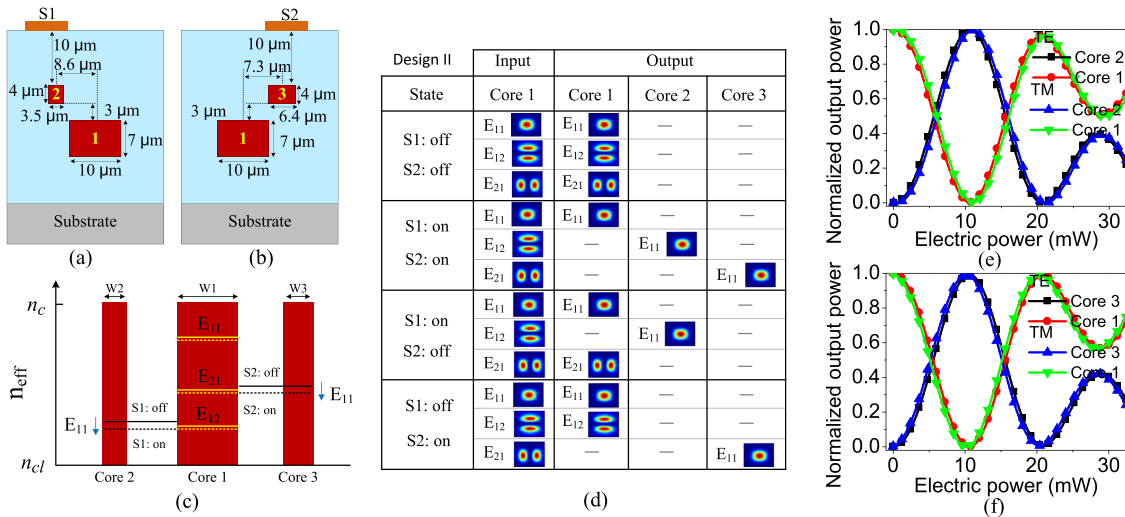 S1
10 µm
8.6 µm
4 µm
2
3.5 µm
3 µm
1
7 µm
10 µm
Substrate
(a)
S2
10 µm
7.3 µm
3
4 µm
3 µm
6.4 µm
1
7 µm
10 µm
Substrate
(b)
n_c
W2
W1
W3
E11
E21
S2: off
n_eff
S1: off
E12
S2: on
E11
E11
S1: on
n_cl
Core 2
Core 1
Core 3
(c)
Design II
Input
Output
State
Core 1
Core 1
Core 2
Core 3
S1: off
S2: off
E11 E11 — —
E12 E12 — —
E21 E21 — —
S1: on
S2: on
E11 E11 — —
E12 — E11 —
E21 — — E11
S1: on
S2: off
E11 E11 — —
E12 — E11 —
E21 E21 — —
S1: off
S2: on
E11 E11 — —
E12 E12 — —
E21 — — E11
(d)
Normalized output power
1.0
0.8
0.6
0.4
0.2
0.0
TE
Core 2
Core 1
TM
Core 2
Core 1
0 10 20 30
Electric power (mW)
(e)
Normalized output power
1.0
0.8
0.6
0.4
0.2
0.0
TE
Core 3
Core 1
TM
Core 3
Core 1
0 10 20 30
Electric power (mW)
(f)